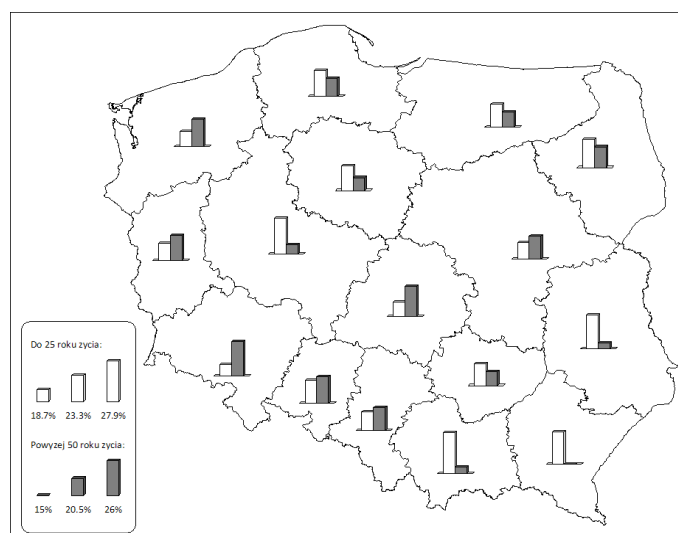 Do 25 roku zycia:
18.7% 23.3% 27.9%
Powyzej 50 roku zycia:
15% 20.5% 26%